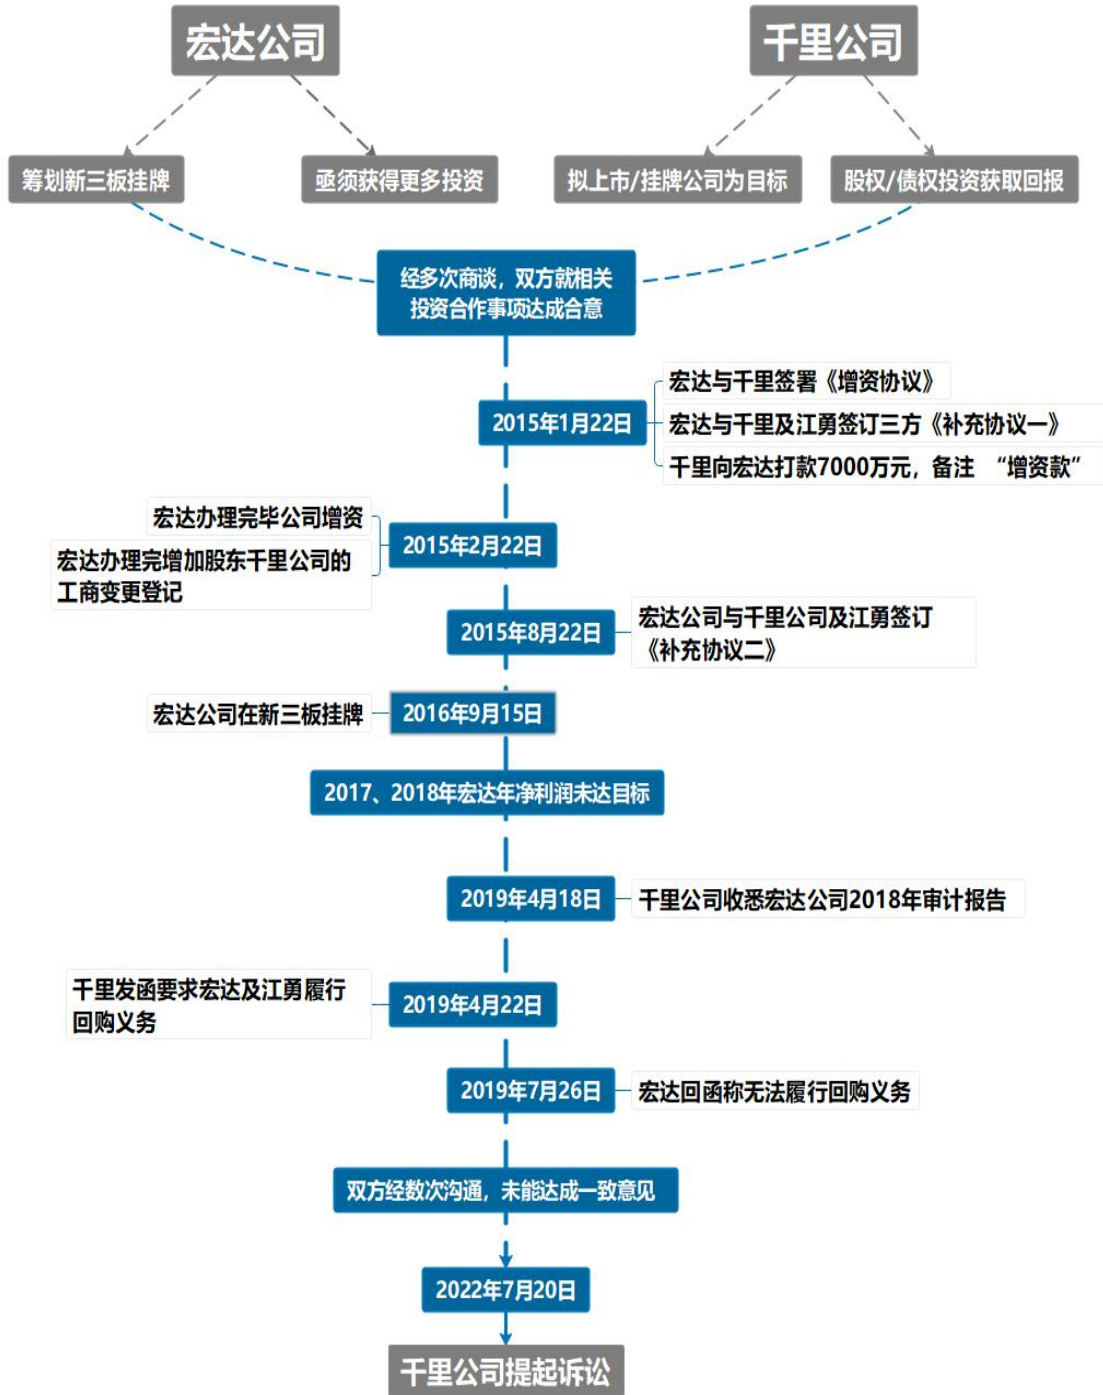 宏达公司
千里公司
筹划新三板挂牌
亟须获得更多投资
拟上市/挂牌公司为目标
股权/债权投资获取回报
经多次商谈，双方就相关
投资合作事项达成合意
2015年1月22日
宏达与千里签署《增资协议》
宏达与千里及江勇签订三方《补充协议一》
千里向宏达打款7000万元，备注 “增资款”
宏达办理完毕公司增资
宏达办理完增加股东千里公司的
工商变更登记
2015年2月22日
2015年8月22日
宏达公司与千里公司及江勇签订
《补充协议二》
宏达公司在新三板挂牌
2016年9月15日
2017、2018年宏达年净利润未达目标
2019年4月18日
千里公司收悉宏达公司2018年审计报告
千里发函要求宏达及江勇履行
回购义务
2019年4月22日
2019年7月26日
宏达回函称无法履行回购义务
双方经数次沟通，未能达成一致意见
2022年7月20日
千里公司提起诉讼